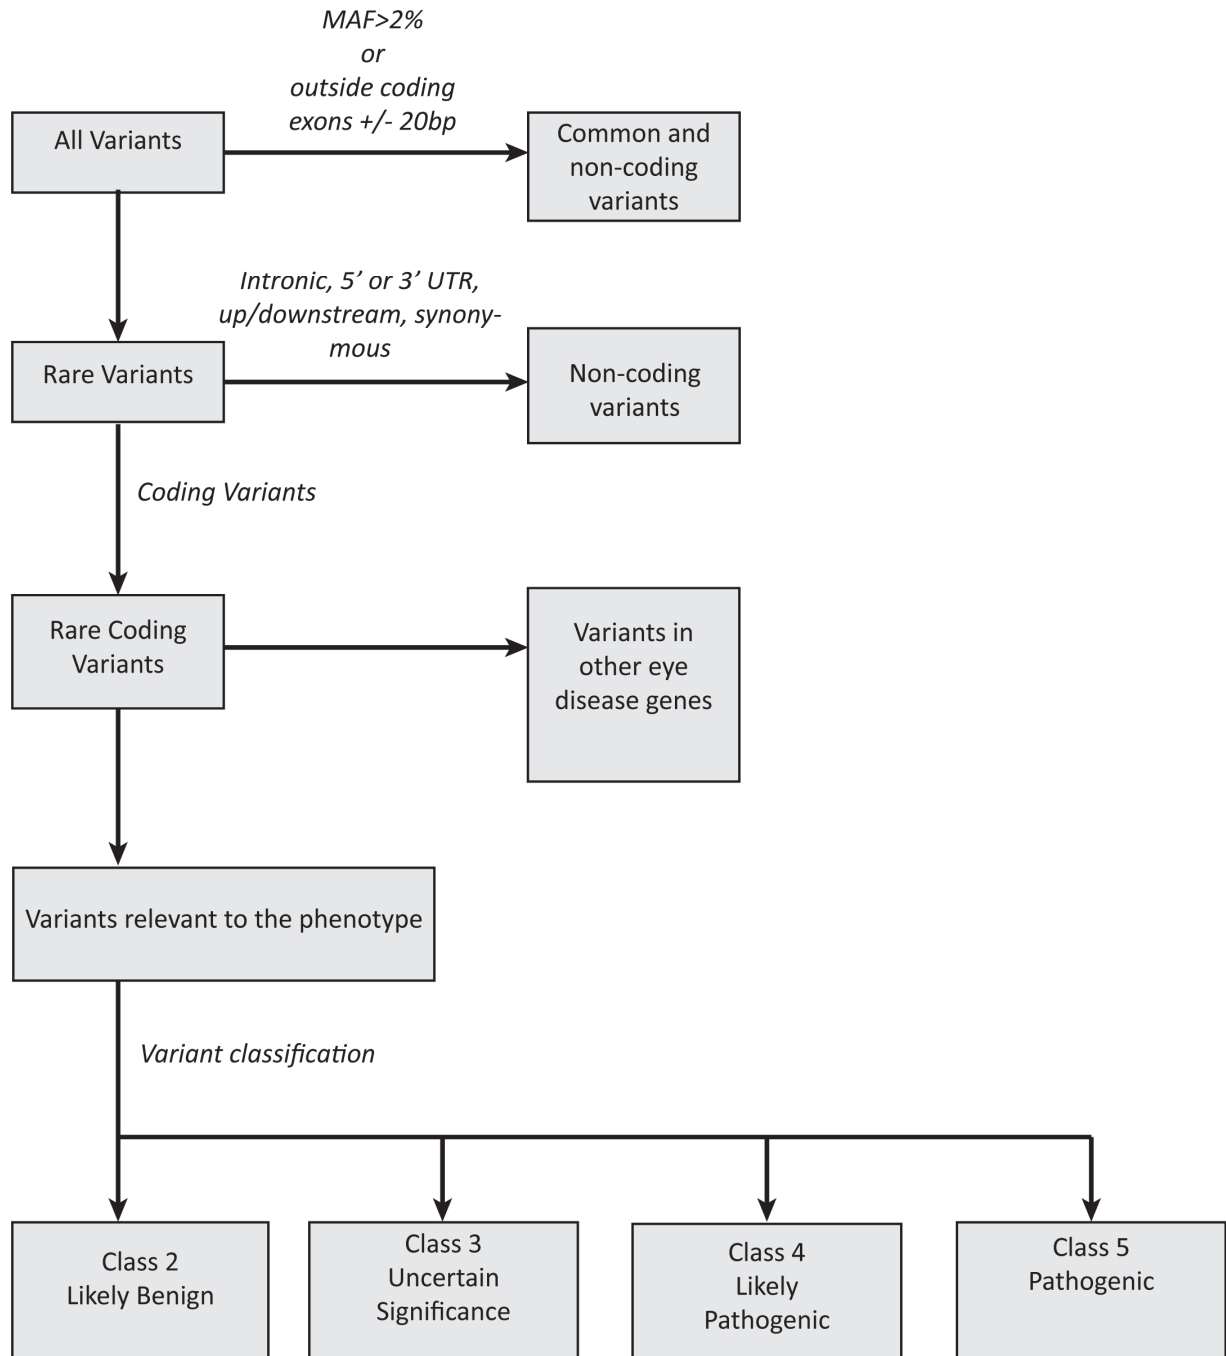 MAF>2%
or
outside coding
exons +/- 20bp
All Variants
Common and
non-coding
variants
Intronic, 5’ or 3’ UTR,
up/downstream, synony-
mous
Rare Variants
Non-coding
variants
Coding Variants
Rare Coding
Variants
Variants in
other eye
disease genes
Variants relevant to the phenotype
Variant classification
Class 2
Likely Benign
Class 3
Uncertain
Significance
Class 4
Likely
Pathogenic
Class 5
Pathogenic